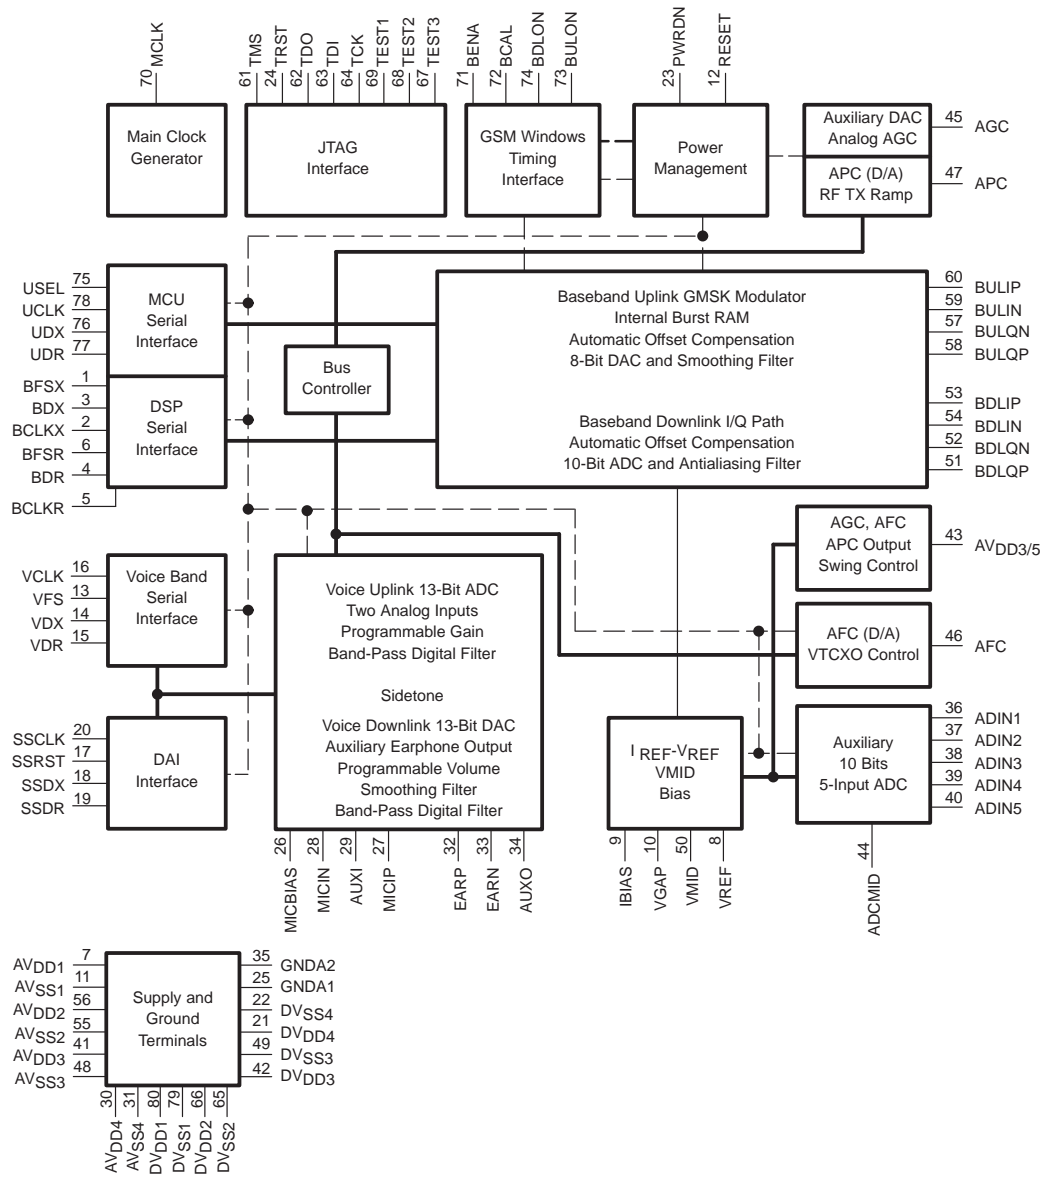 70 MCLK
61 TMS
24 TRST
62 TDO
63 TDI
64 TCK
69 TEST1
68 TEST2
67 TEST3
71 BENA
72 BCAL
74 BDLON
73 BULON
23 PWRDN
12 RESET
Main Clock
Generator
JTAG
Interface
GSM Windows
Timing
Interface
Power
Management
Auxiliary DAC
Analog AGC
45 AGC
APC (D/A)
RF TX Ramp
47 APC
USEL 75
UCLK 78
UDX 76
UDR 77
MCU
Serial
Interface
BFSX 1
BDX 3
BCLKX 2
BFSR 6
BDR 4
BCLKR 5
DSP
Serial
Interface
Bus
Controller
Baseband Uplink GMSK Modulator
Internal Burst RAM
Automatic Offset Compensation
8-Bit DAC and Smoothing Filter
Baseband Downlink I/Q Path
Automatic Offset Compensation
10-Bit ADC and Antialiasing Filter
60 BULIP
59 BULIN
57 BULQN
58 BULQP
53 BDLIP
54 BDLIN
52 BDLQN
51 BDLQP
AGC, AFC
APC Output
Swing Control
43 AVDD3/5
VCLK 16
VFS 13
VDX 14
VDR 15
Voice Band
Serial
Interface
Voice Uplink 13-Bit ADC
Two Analog Inputs
Programmable Gain
Band-Pass Digital Filter
Sidetone
Voice Downlink 13-Bit DAC
Auxiliary Earphone Output
Programmable Volume
Smoothing Filter
Band-Pass Digital Filter
AFC (D/A)
VTCXO Control
46 AFC
SSCLK 20
SSRST 17
SSDX 18
SSDR 19
DAI
Interface
IREF-VREF
VMID
Bias
Auxiliary
10 Bits
5-Input ADC
36 ADIN1
37 ADIN2
38 ADIN3
39 ADIN4
40 ADIN5
26 MICBIAS
28 MICIN
29 AUXI
27 MICIP
32 EARP
33 EARN
34 AUXO
9 IBIAS
10 VGAP
50 VMID
8 VREF
44 ADCMID
AVDD1 7
AVSS1 11
AVDD2 56
AVSS2 55
AVDD3 41
AVSS3 48
Supply and
Ground
Terminals
35 GNDA2
25 GNDA1
22 DVSS4
21 DVDD4
49 DVSS3
42 DVDD3
30 AVDD4
31 AVSS4
80 DVDD1
79 DVSS1
66 DVDD2
65 DVSS2